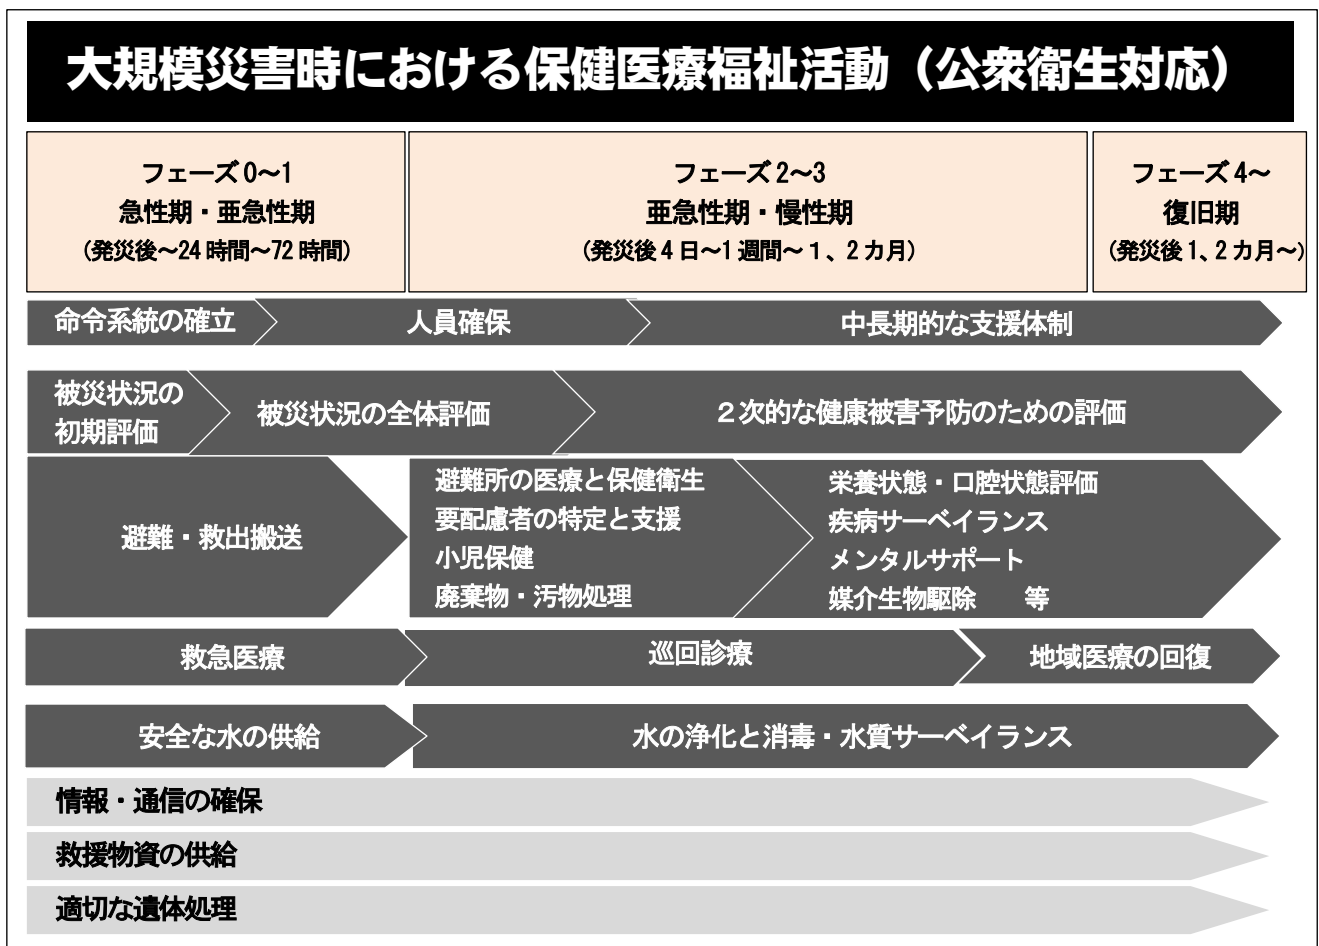 大規模災害時における保健医療福祉活動（公衆衛生対応）
フェーズ 0～1
急性期・亜急性期
（発災後～24 時間～72 時間）
フェーズ 2～3
亜急性期・慢性期
（発災後 4 日～1 週間～１、２カ月）
フェーズ 4～
復旧期
（発災後 1、2 カ月～）
命令系統の確立
人員確保
中長期的な支援体制
被災状況の
初期評価
被災状況の全体評価
２次的な健康被害予防のための評価
避難・救出搬送
避難所の医療と保健衛生
要配慮者の特定と支援
小児保健
廃棄物・汚物処理
栄養状態・口腔状態評価
疾病サーベイランス
メンタルサポート
媒介生物駆除　　等
救急医療
巡回診療
地域医療の回復
安全な水の供給
水の浄化と消毒・水質サーベイランス
情報・通信の確保
救援物資の供給
適切な遺体処理